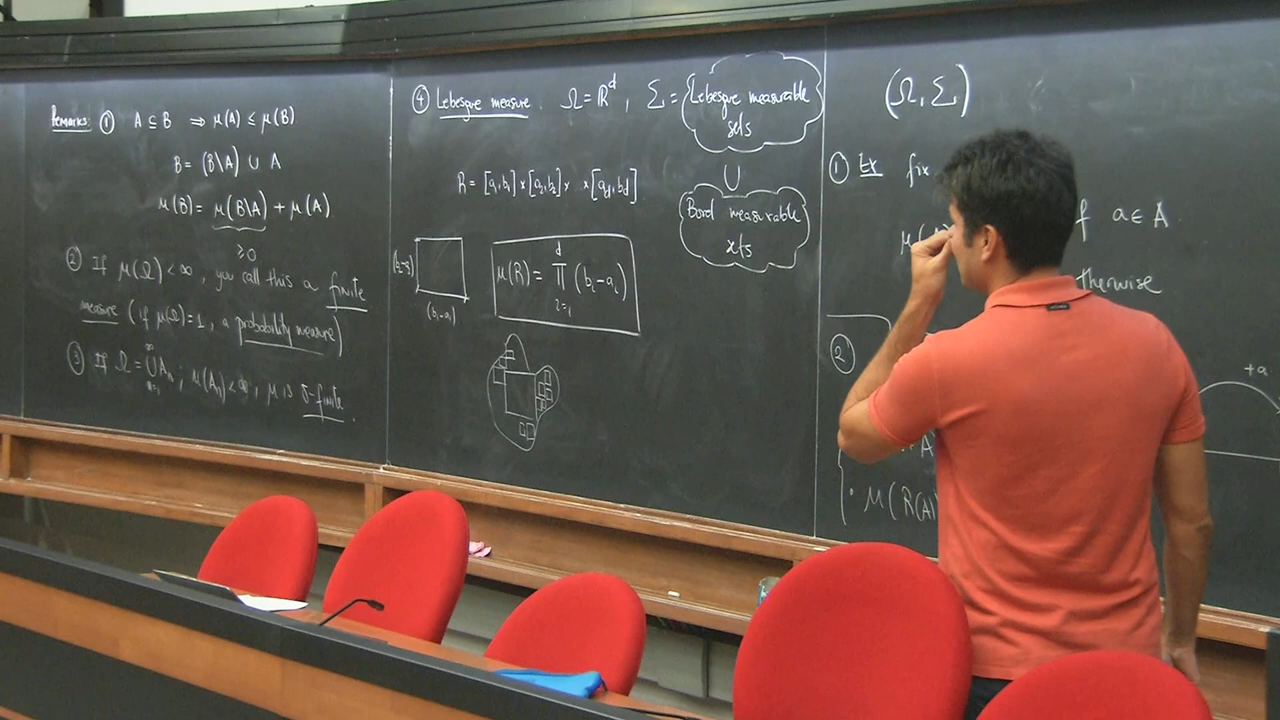 Remarks ① A ⊆ B ⇒ μ(A) ≤ μ(B)
B = (B\A) ∪ A
μ(B) = μ(B\A) + μ(A)
≥0
② If μ(Ω) < ∞, you call this a finite
measure (if μ(Ω)=1, a probability measure)
③ If Ω = ∞∪n=1 An ; μ(An) < ∞, μ is σ-finite.
④ Lebesgue measure. Ω = ℝᵈ, Σ = Lebesgue measurable
sets
∪
Borel measurable
sets
R = [a₁,b₁] × [a₂,b₂] × × [ad,bd]
(b₂-a₂)
(b₁-a₁)
μ(R) = d∏i=1 (bi - ai)
(Ω, Σ)
① Ex fix
μ(
f a ∈ A
therwise
②
+a
A
· μ(R(A)